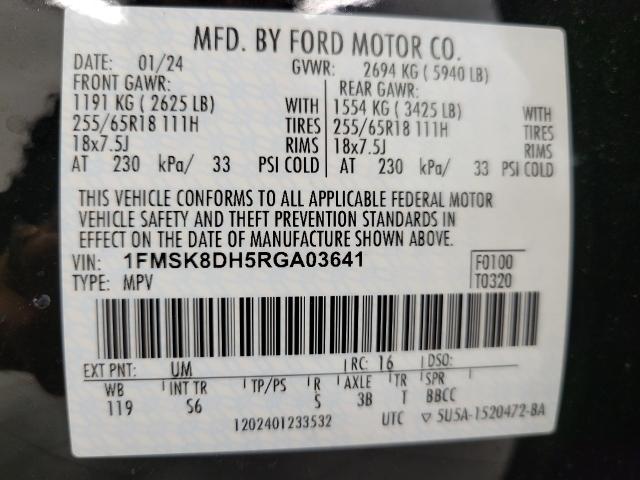 MFD. BY FORD MOTOR CO.
DATE: 01/24 GVWR: 2694 KG ( 5940 LB)
FRONT GAWR: REAR GAWR:
1191 KG ( 2625 LB) WITH 1554 KG ( 3425 LB) WITH
255/65R18 111H TIRES 255/65R18 111H TIRES
18x7.5J RIMS 18x7.5J RIMS
AT 230 kPa/ 33 PSI COLD AT 230 kPa/ 33 PSI COLD
THIS VEHICLE CONFORMS TO ALL APPLICABLE FEDERAL MOTOR
VEHICLE SAFETY AND THEFT PREVENTION STANDARDS IN
EFFECT ON THE DATE OF MANUFACTURE SHOWN ABOVE.
VIN: 1FMSK8DH5RGA03641 F0100
TYPE: MPV T0320
EXT PNT: UM RC: 16 DSO:
WB INT TR TP/PS R AXLE TR SPR
119 S6 S 3B T BBCC
1202401233532 UTC ▽ 5U5A-1520472-BA